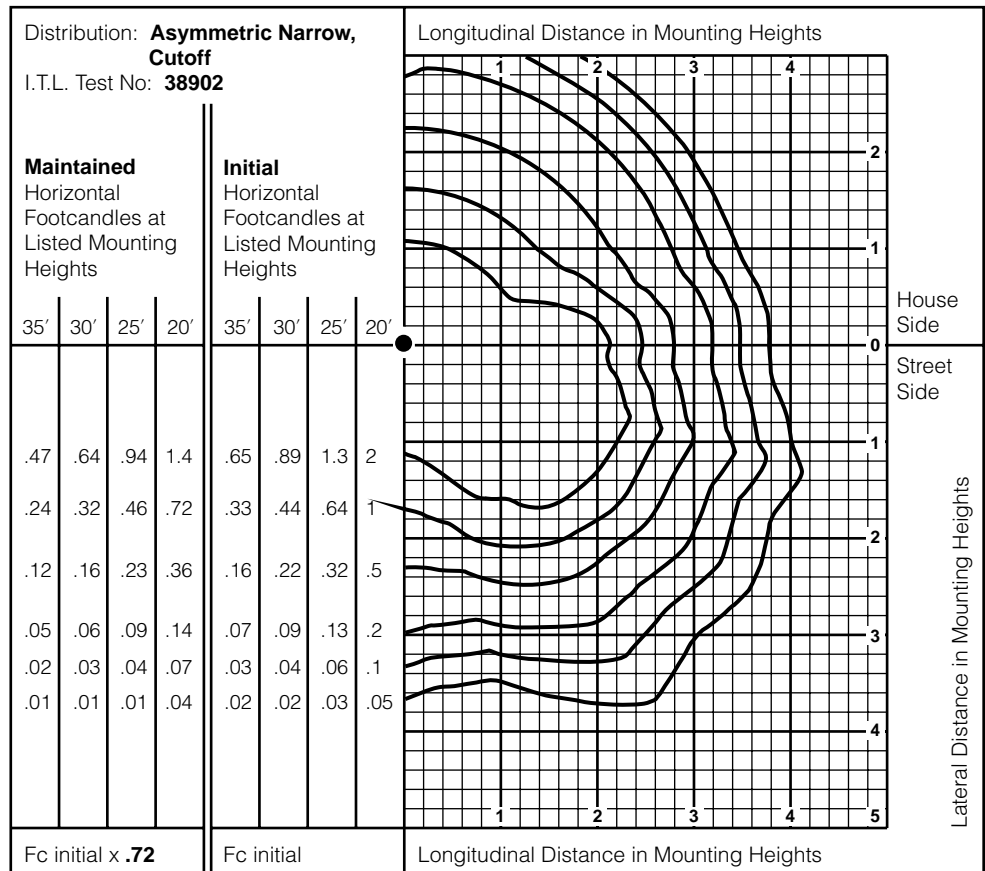 Distribution: Asymmetric Narrow,
Cutoff
I.T.L. Test No: 38902
Maintained
Horizontal
Footcandles at
Listed Mounting
Heights
Initial
Horizontal
Footcandles at
Listed Mounting
Heights
35′ 30′ 25′ 20′ 35′ 30′ 25′ 20′
.47 .64 .94 1.4 .65 .89 1.3 2
.24 .32 .46 .72 .33 .44 .64 1
.12 .16 .23 .36 .16 .22 .32 .5
.05 .06 .09 .14 .07 .09 .13 .2
.02 .03 .04 .07 .03 .04 .06 .1
.01 .01 .01 .04 .02 .02 .03 .05
Fc initial x .72
Fc initial
Longitudinal Distance in Mounting Heights
1 2 3 4
2
1
0
1
2
3
4
5
1 2 3 4
Longitudinal Distance in Mounting Heights
House
Side
Street
Side
Lateral Distance in Mounting Heights